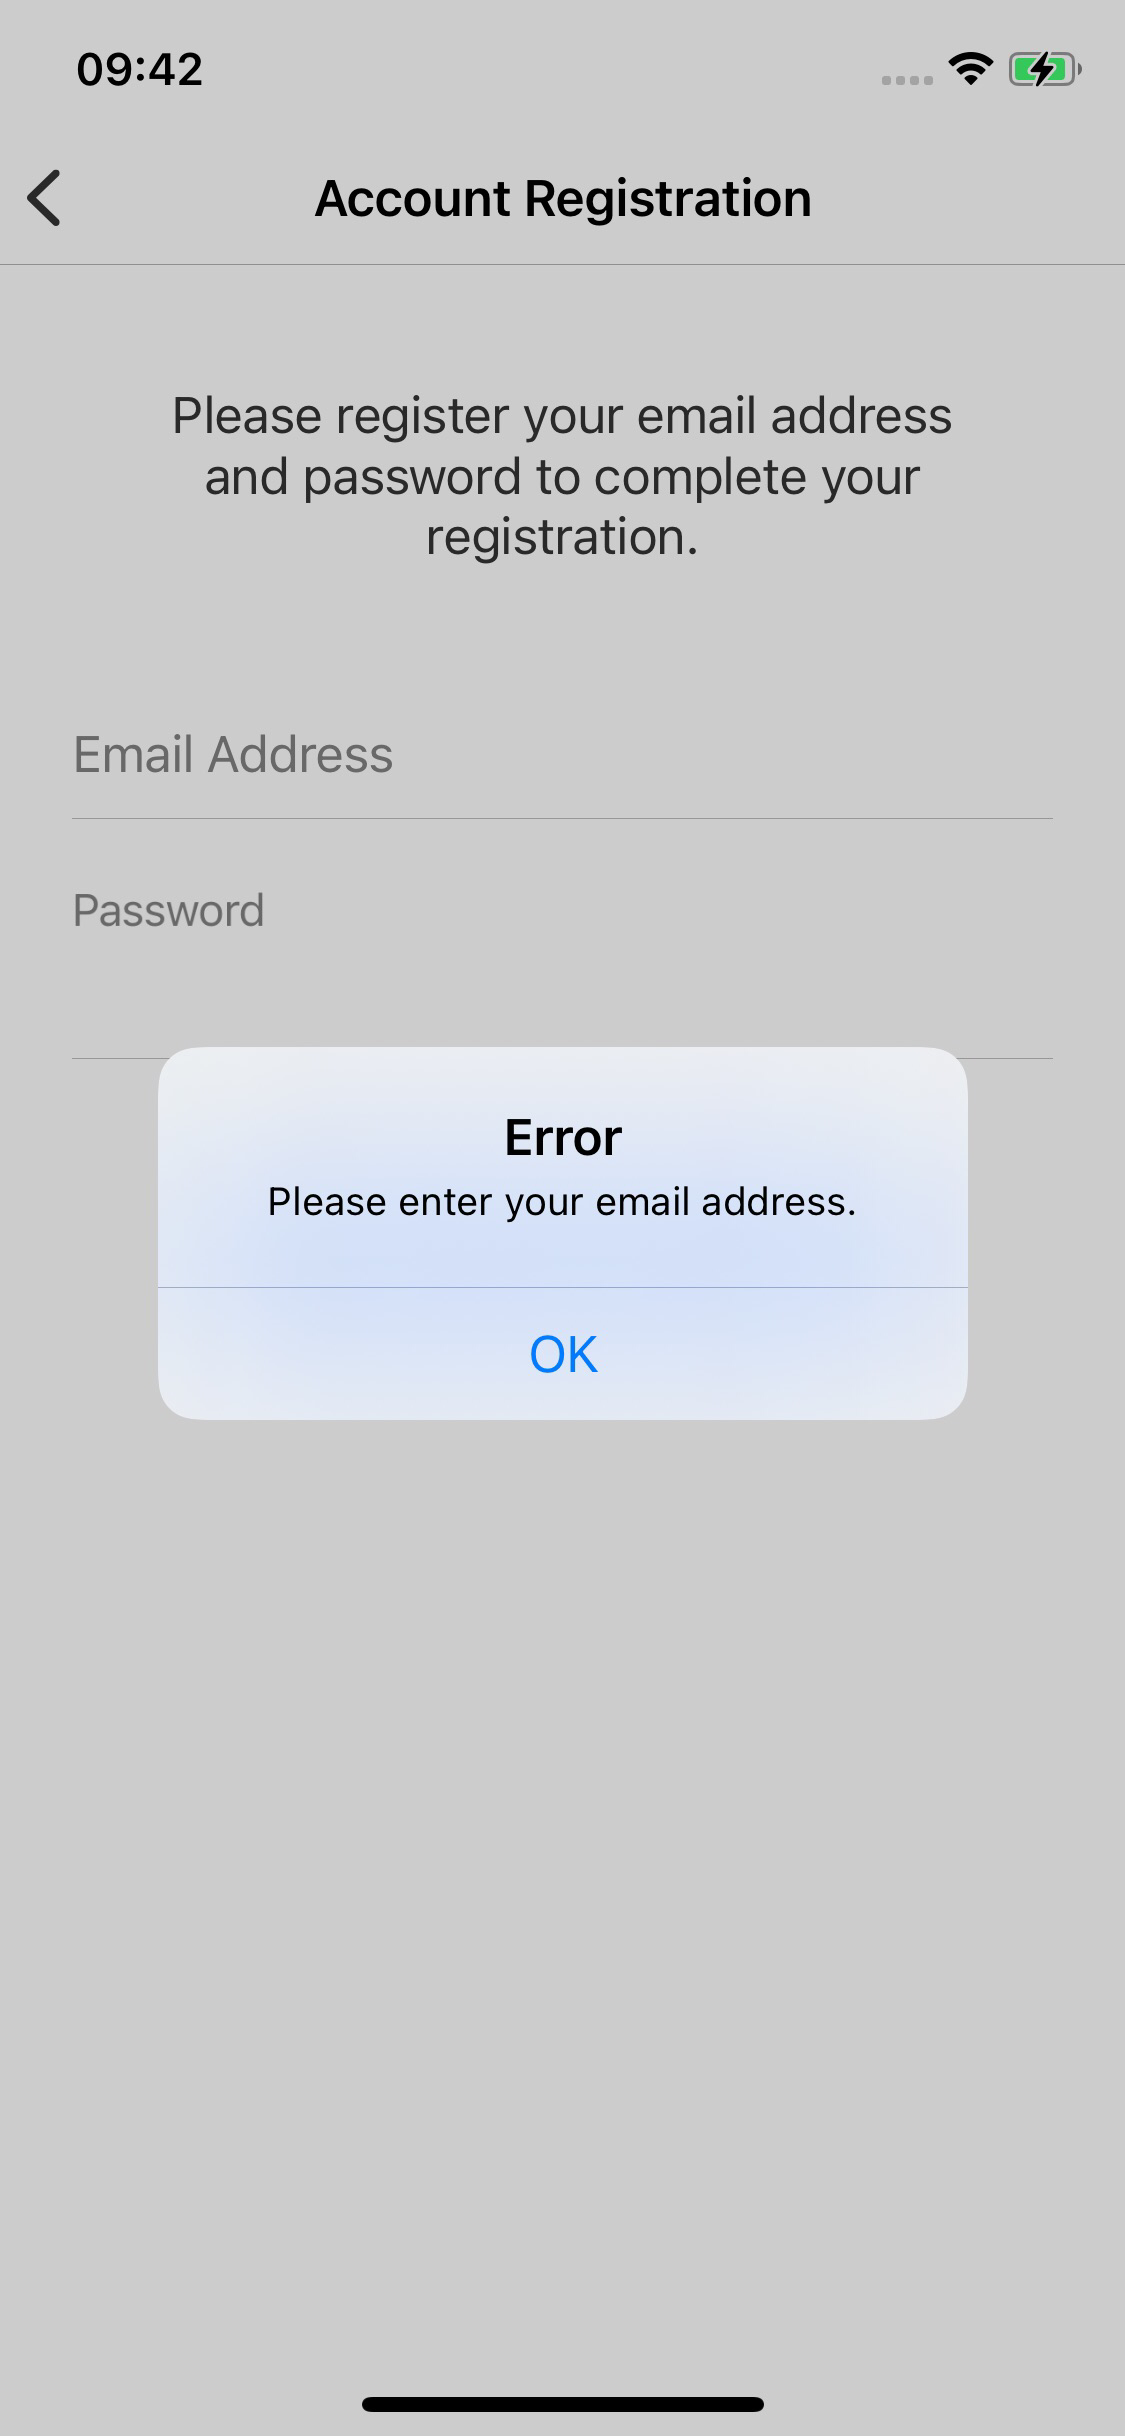 09:42
Account Registration
Please register your email address
and password to complete your
registration.
Email Address
Password
Error
Please enter your email address.
OK